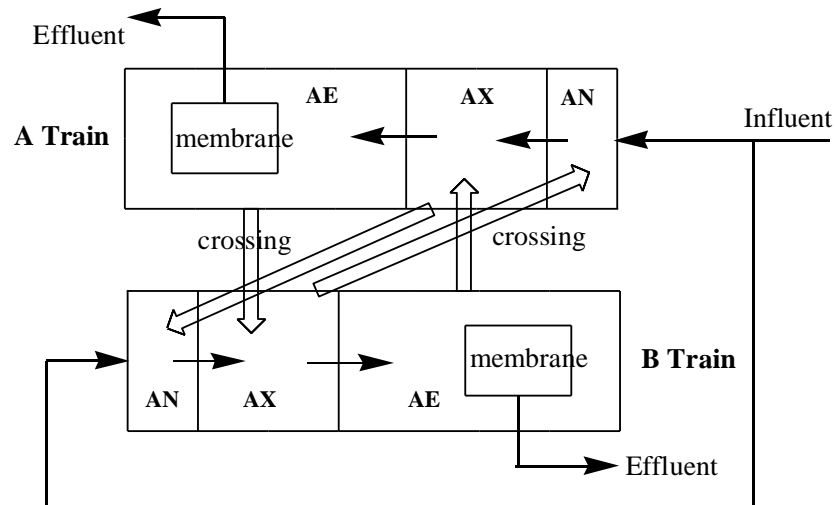 Effluent
AE
AX
AN
Influent
A Train
membrane
crossing
crossing
membrane
B Train
AN
AX
AE
Effluent